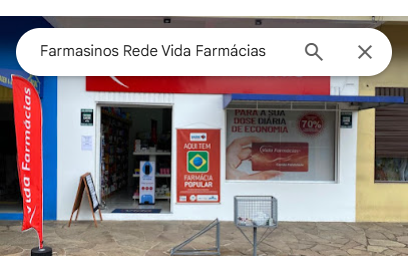 Farmasinos Rede Vida Farmácias
Vida Farmácias
PARA A SUA
DOSE DIÁRIA
DE ECONOMIA
70%
AQUI TEM
FARMÁCIA
POPULAR